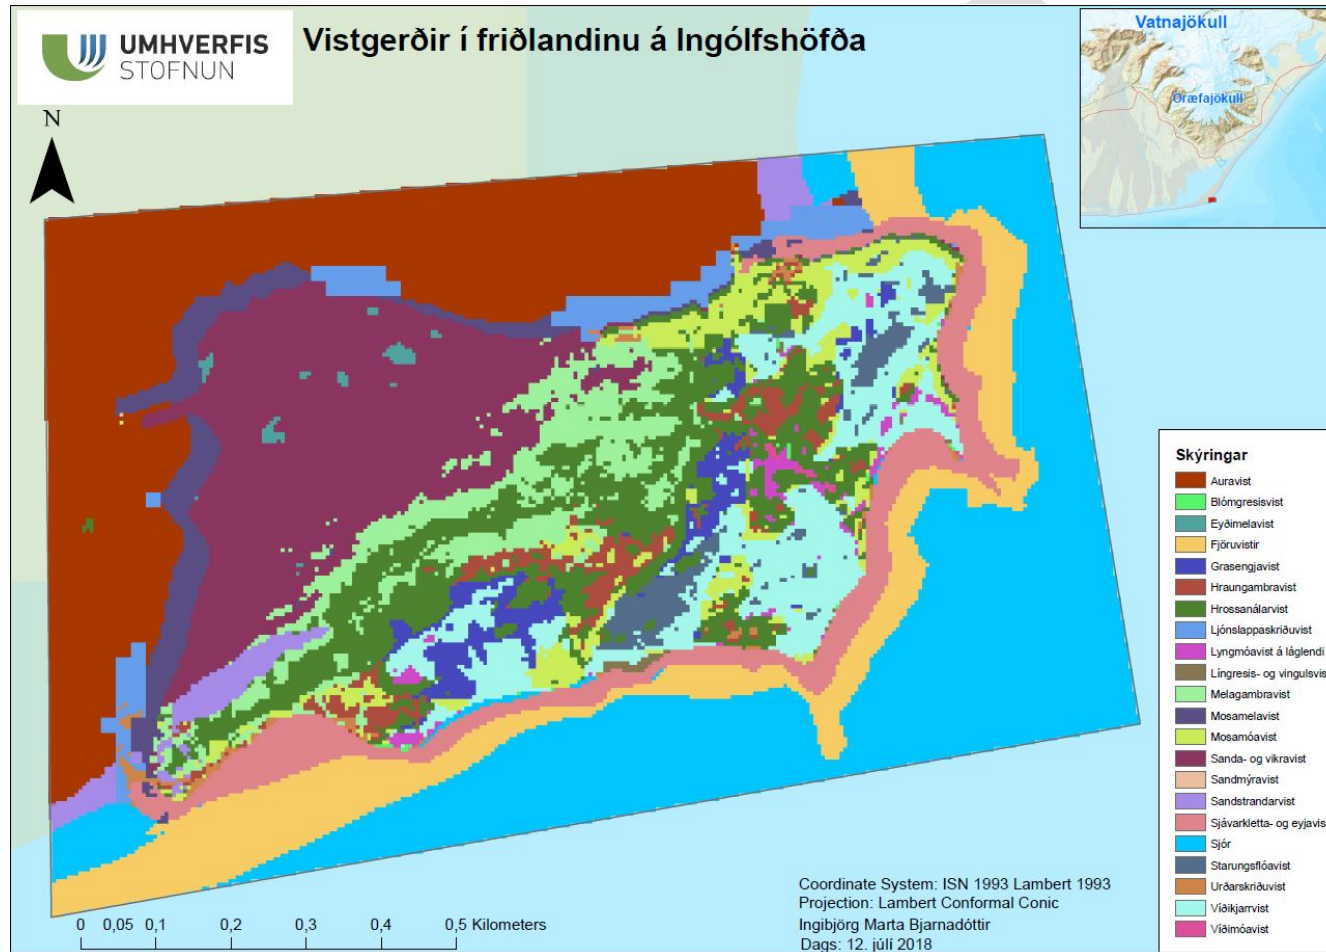 UMHVERFIS
STOFNUN
Vistgerðir í friðlandinu á Ingólfshöfða
Vatnajökull
Öræfajökull
N
Skýringar
Auravist
Blómgresisvist
Eyðimelavist
Fjöruvistir
Grasengjavist
Hraungambravist
Hrossanálarvist
Ljónslappaskriðuvist
Lyngmóavist á láglendi
Língresis- og vingulsvis
Melagambravist
Mosamelavist
Mosamóavist
Sanda- og vikravist
Sandmýravist
Sandstrandarvist
Sjávarkletta- og eyjavis
Sjór
Starungsflóavist
Urðarskriðuvist
Víðikjarrvist
Víðimóavist
Coordinate System: ISN 1993 Lambert 1993
Projection: Lambert Conformal Conic
Ingibjörg Marta Bjarnadóttir
Dags: 12. júlí 2018
0 0,05 0,1 0,2 0,3 0,4 0,5 Kilometers